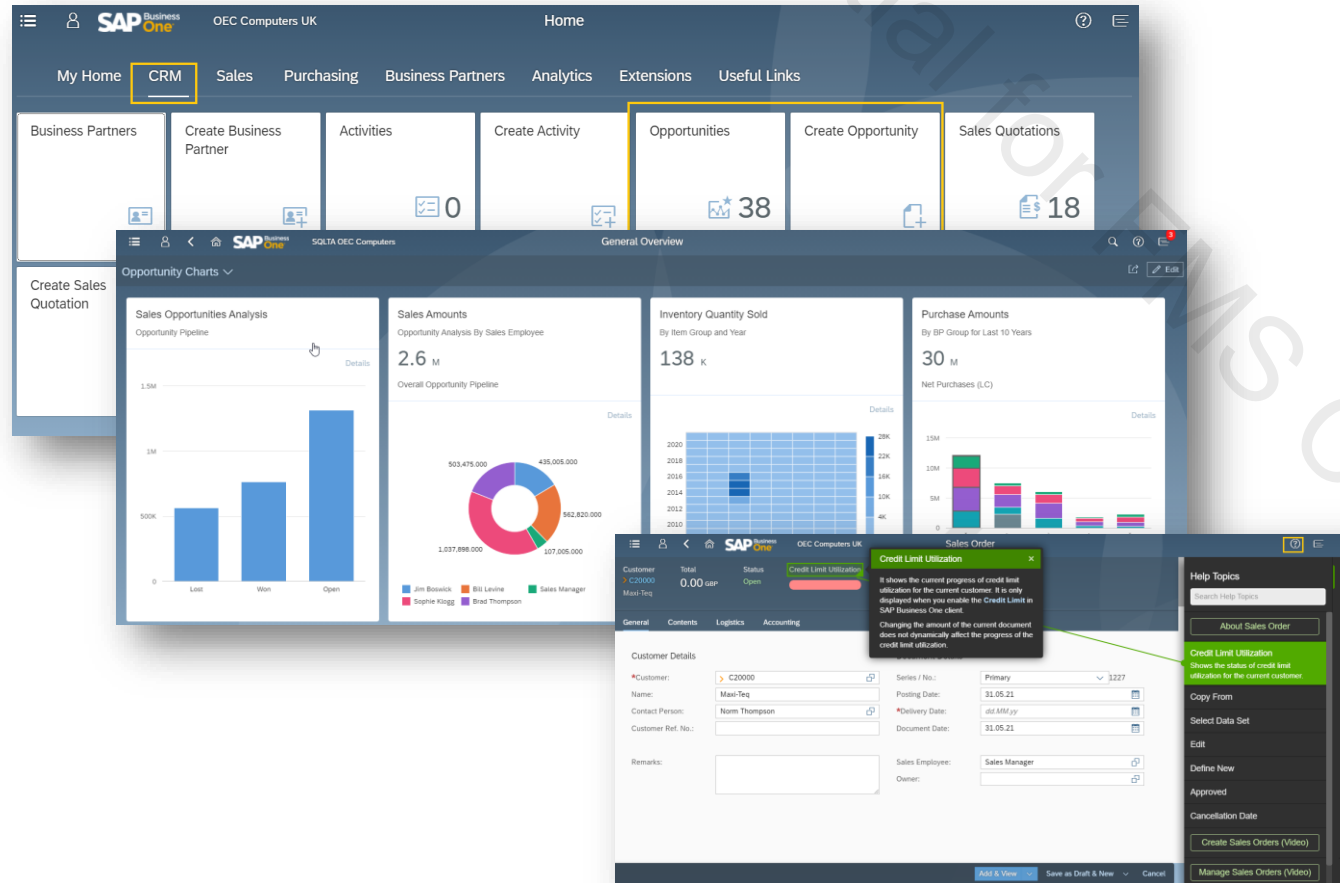 SAP Business One
OEC Computers UK
Home
My Home CRM Sales Purchasing Business Partners Analytics Extensions Useful Links
Business Partners
Create Business
Partner
Activities
0
Create Activity
Opportunities
38
Create Opportunity
Sales Quotations
18
Create Sales
Quotation
SAP Business One
SQLTA OEC Computers
General Overview
3
Opportunity Charts
Edit
Sales Opportunities Analysis
Opportunity Pipeline
Details
1.5M
1M
500K
0
Lost Won Open
Sales Amounts
Opportunity Analysis By Sales Employee
2.6 M
Overall Opportunity Pipeline
Details
503,475.000
435,005.000
562,820.000
107,005.000
1,037,898.000
Jim Boswick Bill Levine Sales Manager
Sophie Klogg Brad Thompson
Inventory Quantity Sold
By Item Group and Year
138 K
Details
2020
2018
2016
2014
2012
2010
28K
22K
16K
10K
4K
Purchase Amounts
By BP Group for Last 10 Years
30 M
Net Purchases (LC)
Details
15M
10M
5M
0
SAP Business One
OEC Computers UK
Sales Order
Customer
C20000
Maxi-Teq
Total
0.00 GBP
Status
Open
Credit Limit Utilization
General Contents Logistics Accounting
Credit Limit Utilization ×
It shows the current progress of credit limit
utilization for the current customer. It is only
displayed when you enable the Credit Limit in
SAP Business One client.
Changing the amount of the current document
does not dynamically affect the progress of the
credit limit utilization.
Customer Details
*Customer: C20000
Name: Maxi-Teq
Contact Person: Norm Thompson
Customer Ref. No.:
Remarks:
Series / No.: Primary 1227
Posting Date: 31.05.21
*Delivery Date: dd.MM.yy
Document Date: 31.05.21
Sales Employee: Sales Manager
Owner:
Add & View Save as Draft & New Cancel
Help Topics
Search Help Topics
About Sales Order
Credit Limit Utilization
Shows the status of credit limit
utilization for the current customer.
Copy From
Select Data Set
Edit
Define New
Approved
Cancellation Date
Create Sales Orders (Video)
Manage Sales Orders (Video)
for EMS